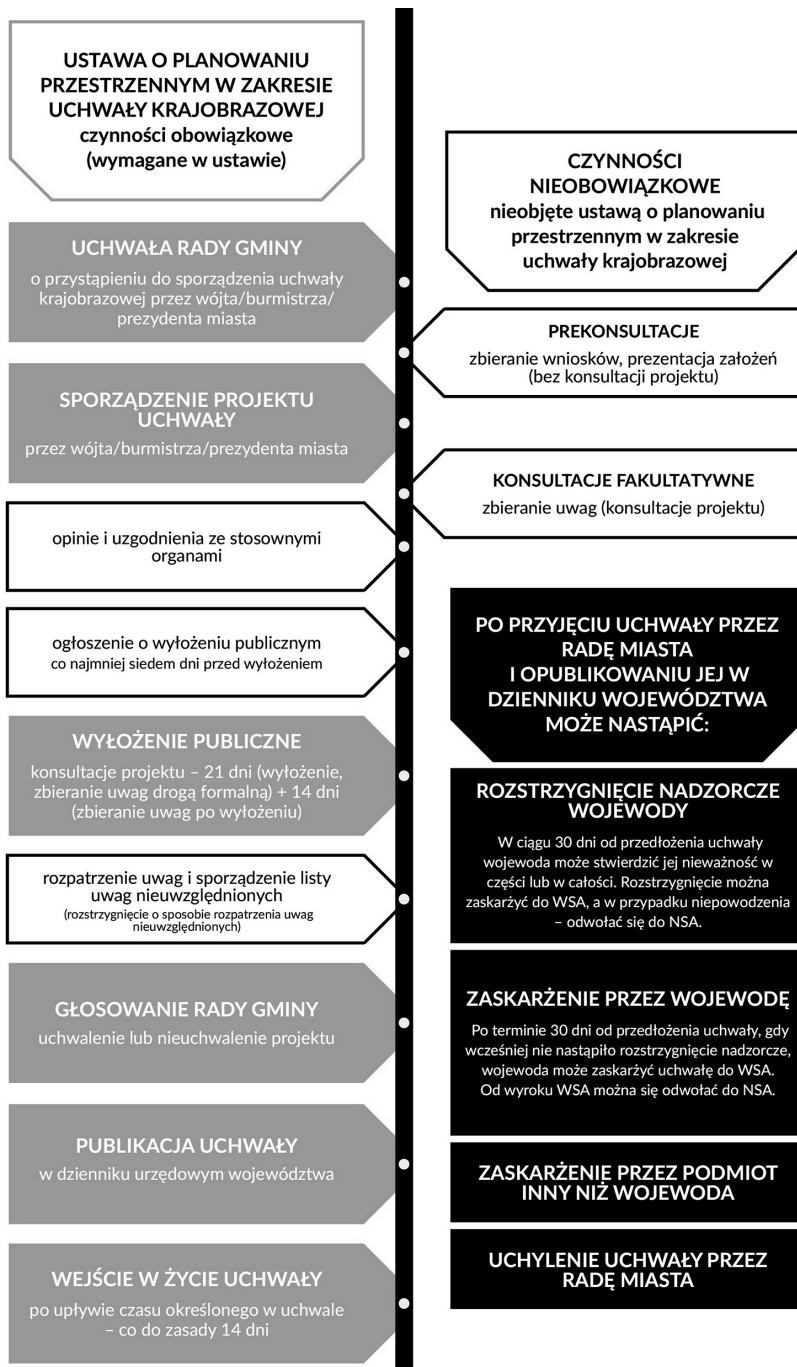 USTAWA O PLANOWANIU
PRZESTRZENNYM W ZAKRESIE
UCHWAŁY KRAJOBRAZOWEJ
czynności obowiązkowe
(wymagane w ustawie)
UCHWAŁA RADY GMINY
o przystąpieniu do sporządzenia uchwały
krajobrazowej przez wójta/burmistrza/
prezydenta miasta
SPORZĄDZENIE PROJEKTU
UCHWAŁY
przez wójta/burmistrza/prezydenta miasta
opinie i uzgodnienia ze stosownymi
organami
ogłoszenie o wyłożeniu publicznym
co najmniej siedem dni przed wyłożeniem
WYŁOŻENIE PUBLICZNE
konsultacje projektu – 21 dni (wyłożenie,
zbieranie uwag drogą formalną) + 14 dni
(zbieranie uwag po wyłożeniu)
rozpatrzenie uwag i sporządzenie listy
uwag nieuwzględnionych
(rozstrzygnięcie o sposobie rozpatrzenia uwag
nieuwzględnionych)
GŁOSOWANIE RADY GMINY
uchwalenie lub nieuchwalenie projektu
PUBLIKACJA UCHWAŁY
w dzienniku urzędowym województwa
WEJŚCIE W ŻYCIE UCHWAŁY
po upływie czasu określonego w uchwale
– co do zasady 14 dni
CZYNNOŚCI
NIEOBOWIĄZKOWE
nieobjęte ustawą o planowaniu
przestrzennym w zakresie
uchwały krajobrazowej
PREKONSULTACJE
zbieranie wniosków, prezentacja założeń
(bez konsultacji projektu)
KONSULTACJE FAKULTATYWNE
zbieranie uwag (konsultacje projektu)
PO PRZYJĘCIU UCHWAŁY PRZEZ
RADĘ MIASTA
I OPUBLIKOWANIU JEJ W
DZIENNIKU WOJEWÓDZTWA
MOŻE NASTĄPIĆ:
ROZSTRZYGNIĘCIE NADZORCZE
WOJEWODY
W ciągu 30 dni od przedłożenia uchwały
wojewoda może stwierdzić jej nieważność w
części lub w całości. Rozstrzygnięcie można
zaskarżyć do WSA, a w przypadku niepowodzenia
– odwołać się do NSA.
ZASKARŻENIE PRZEZ WOJEWODĘ
Po terminie 30 dni od przedłożenia uchwały, gdy
wcześniej nie nastąpiło rozstrzygnięcie nadzorcze,
wojewoda może zaskarżyć uchwałę do WSA.
Od wyroku WSA można się odwołać do NSA.
ZASKARŻENIE PRZEZ PODMIOT
INNY NIŻ WOJEWODA
UCHYLENIE UCHWAŁY PRZEZ
RADĘ MIASTA